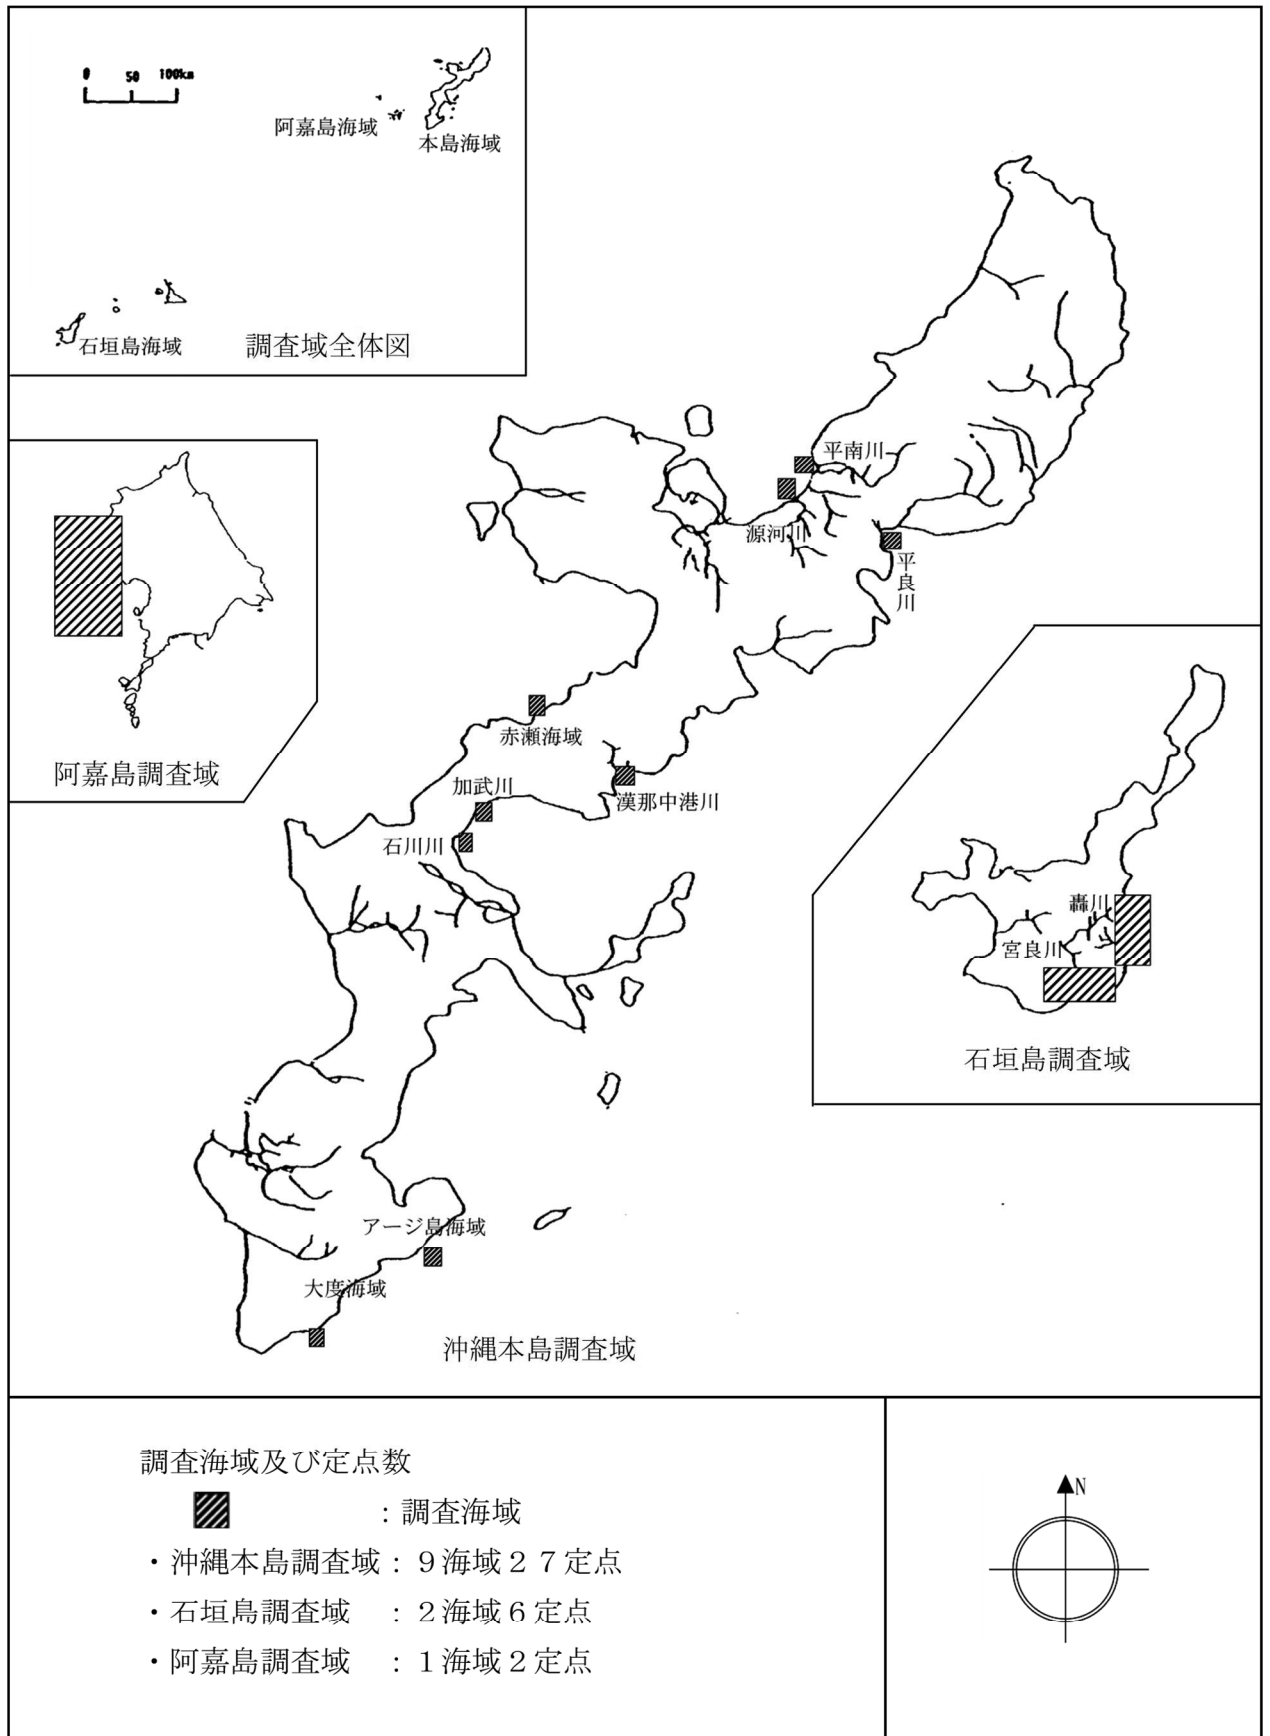 0 50 100km
阿嘉島海域
本島海域
石垣島海域
調査域全体図
平南川
源河川
平良川
阿嘉島調査域
赤瀬海域
加武川
漢那中港川
石川川
轟川
宮良川
石垣島調査域
アージ島海域
大度海域
沖縄本島調査域
調査海域及び定点数
：調査海域
・沖縄本島調査域：９海域２７定点
・石垣島調査域　：２海域６定点
・阿嘉島調査域　：１海域２定点
N